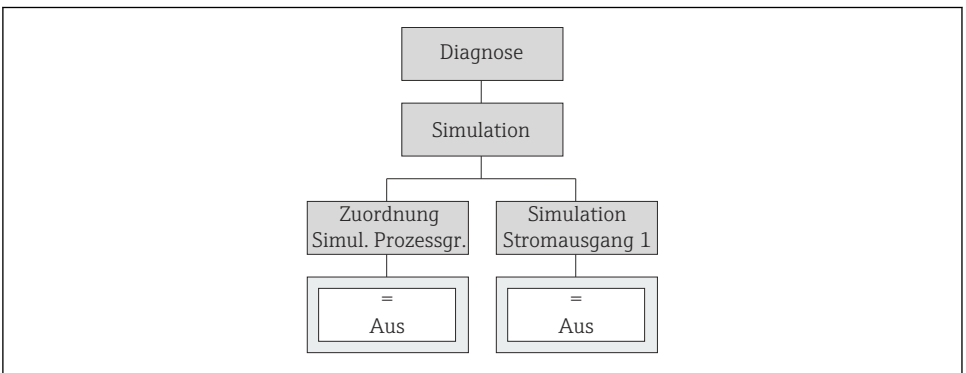 Diagnose
Simulation
Zuordnung
Simul. Prozessgr.
Simulation
Stromausgang 1
=
Aus
=
Aus